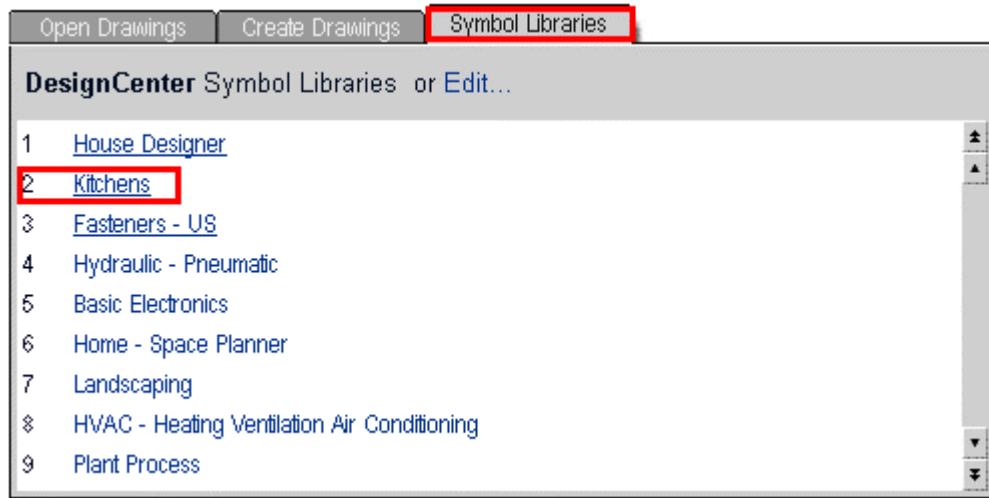 Open Drawings Create Drawings Symbol Libraries
DesignCenter Symbol Libraries or Edit...
1 House Designer
2 Kitchens
3 Fasteners - US
4 Hydraulic - Pneumatic
5 Basic Electronics
6 Home - Space Planner
7 Landscaping
8 HVAC - Heating Ventilation Air Conditioning
9 Plant Process